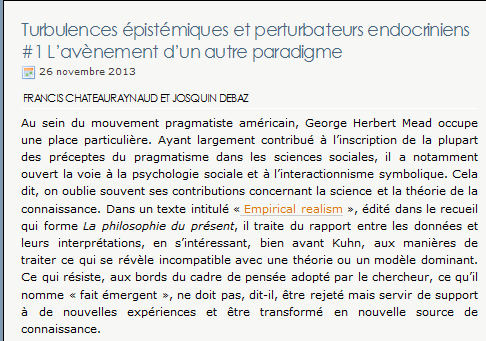 Turbulences épistémiques et perturbateurs endocriniens
#1 L’avènement d’un autre paradigme
26 novembre 2013
FRANCIS CHATEAURAYNAUD ET JOSQUIN DEBAZ
Au sein du mouvement pragmatiste américain, George Herbert Mead occupe
une place particulière. Ayant largement contribué à l’inscription de la plupart
des préceptes du pragmatisme dans les sciences sociales, il a notamment
ouvert la voie à la psychologie sociale et à l’interactionnisme symbolique. Cela
dit, on oublie souvent ses contributions concernant la science et la théorie de la
connaissance. Dans un texte intitulé « Empirical realism », édité dans le recueil
qui forme La philosophie du présent, il traite du rapport entre les données et
leurs interprétations, en s’intéressant, bien avant Kuhn, aux manières de
traiter ce qui se révèle incompatible avec une théorie ou un modèle dominant.
Ce qui résiste, aux bords du cadre de pensée adopté par le chercheur, ce qu’il
nomme « fait émergent », ne doit pas, dit-il, être rejeté mais servir de support
à de nouvelles expériences et être transformé en nouvelle source de
connaissance.